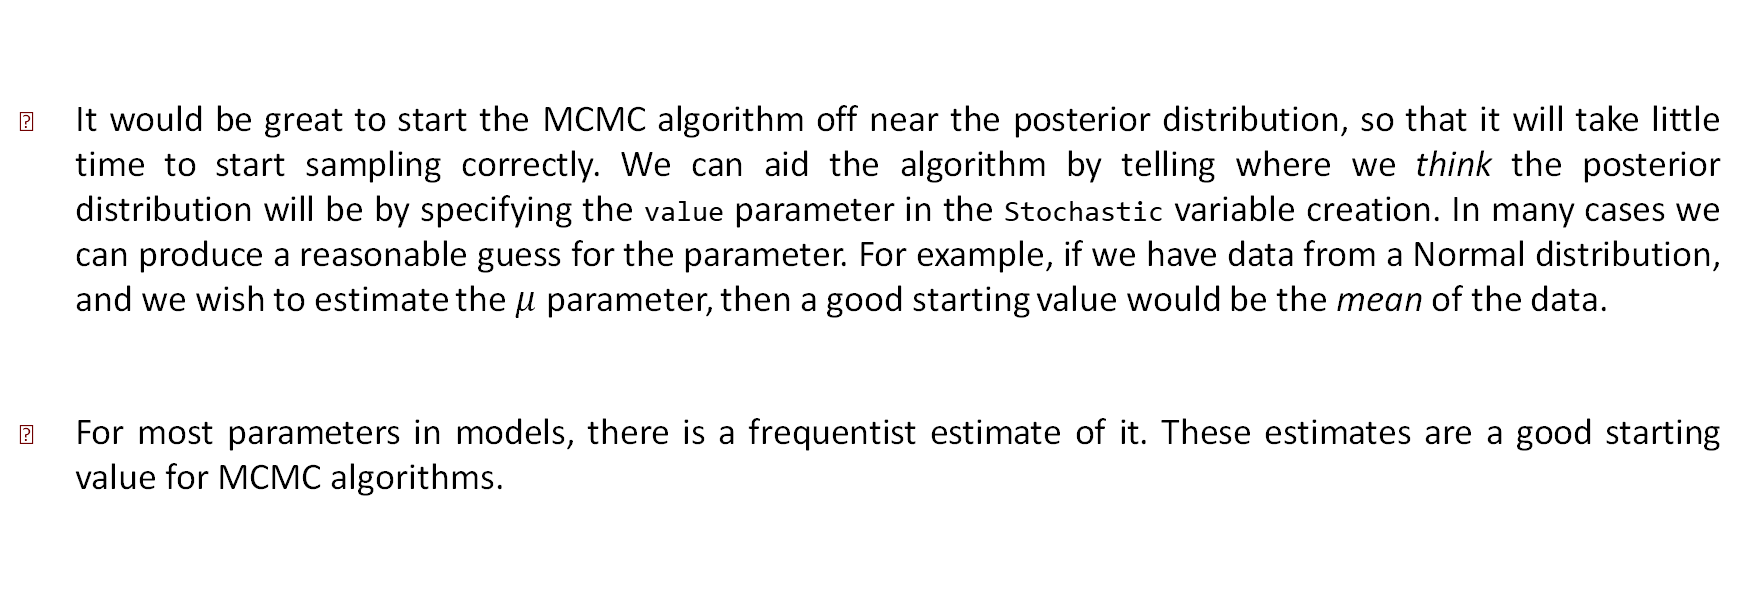 It would be great to start the MCMC algorithm off near the posterior distribution, so that it will take little
time to start sampling correctly. We can aid the algorithm by telling where we think the posterior
distribution will be by specifying the value parameter in the Stochastic variable creation. In many cases we
can produce a reasonable guess for the parameter. For example, if we have data from a Normal distribution,
and we wish to estimate the μ parameter, then a good starting value would be the mean of the data.
For most parameters in models, there is a frequentist estimate of it. These estimates are a good starting
value for MCMC algorithms.